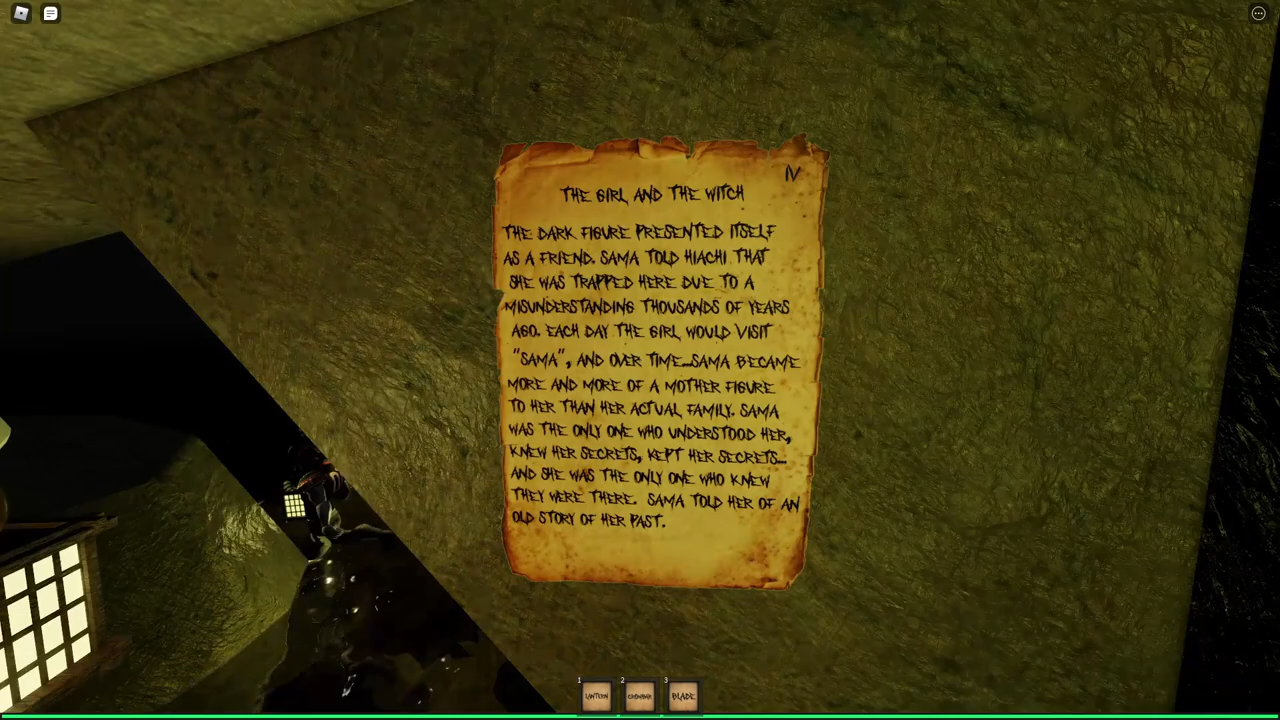 IV
THE GIRL AND THE WITCH
THE DARK FIGURE PRESENTED ITSELF
AS A FRIEND. SAMA TOLD HIACHI THAT
SHE WAS TRAPPED HERE DUE TO A
MISUNDERSTANDING THOUSANDS OF YEARS
AGO. EACH DAY THE GIRL WOULD VISIT
"SAMA", AND OVER TIME...SAMA BECAME
MORE AND MORE OF A MOTHER FIGURE
TO HER THAN HER ACTUAL FAMILY. SAMA
WAS THE ONLY ONE WHO UNDERSTOOD HER,
KNEW HER SECRETS, KEPT HER SECRETS...
AND SHE WAS THE ONLY ONE WHO KNEW
THEY WERE THERE. SAMA TOLD HER OF AN
OLD STORY OF HER PAST.
1 2 3
LANTERN CROWBAR BLADE